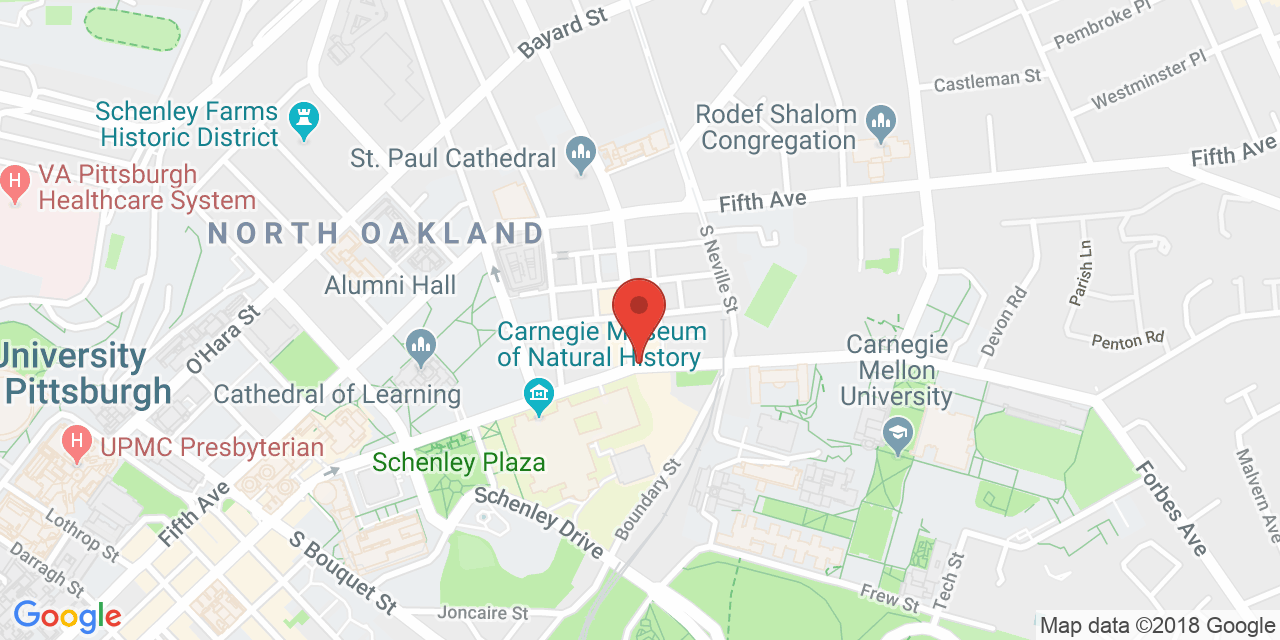 Bayard St
Pembroke Pl
Castleman St
Westminster Pl
Schenley Farms
Historic District
Rodef Shalom
Congregation
St. Paul Cathedral
Fifth Ave
H
VA Pittsburgh
Healthcare System
Fifth Ave
NORTH OAKLAND
S Neville St
Alumni Hall
Parish Ln
Devon Rd
O'Hara St
Carnegie Museum
of Natural History
Penton Rd
University
Pittsburgh
Carnegie
Mellon
University
Cathedral of Learning
H
UPMC Presbyterian
Schenley Plaza
Fifth Ave
Schenley Drive
Boundary St
Forbes Ave
Malvern Ave
Lothrop St
Darragh St
S Bouquet St
Joncaire St
Frew St
Tech St
Google
Map data ©2018 Google